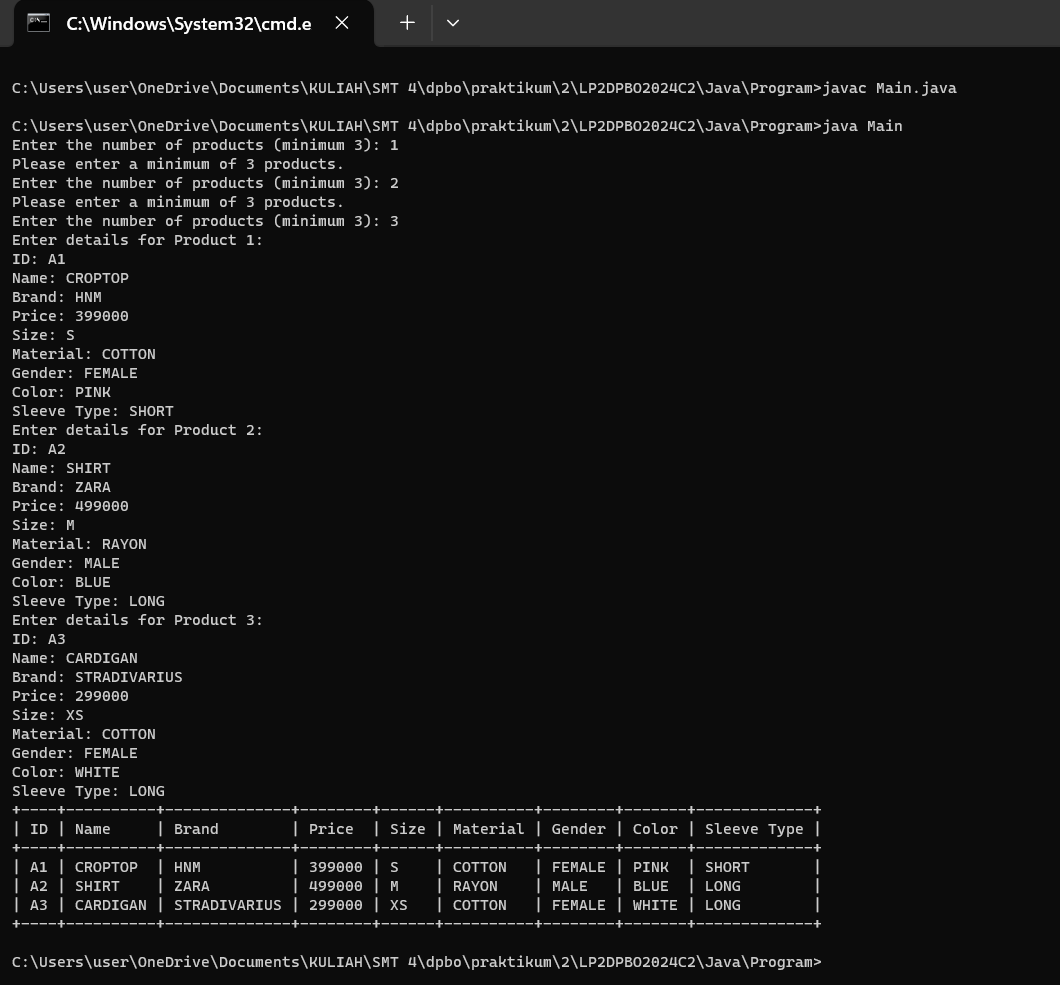 C:\Windows\System32\cmd.e
C:\Users\user\OneDrive\Documents\KULIAH\SMT 4\dpbo\praktikum\2\LP2DPBO2024C2\Java\Program>javac Main.java
C:\Users\user\OneDrive\Documents\KULIAH\SMT 4\dpbo\praktikum\2\LP2DPBO2024C2\Java\Program>java Main
Enter the number of products (minimum 3): 1
Please enter a minimum of 3 products.
Enter the number of products (minimum 3): 2
Please enter a minimum of 3 products.
Enter the number of products (minimum 3): 3
Enter details for Product 1:
ID: A1
Name: CROPTOP
Brand: HNM
Price: 399000
Size: S
Material: COTTON
Gender: FEMALE
Color: PINK
Sleeve Type: SHORT
Enter details for Product 2:
ID: A2
Name: SHIRT
Brand: ZARA
Price: 499000
Size: M
Material: RAYON
Gender: MALE
Color: BLUE
Sleeve Type: LONG
Enter details for Product 3:
ID: A3
Name: CARDIGAN
Brand: STRADIVARIUS
Price: 299000
Size: XS
Material: COTTON
Gender: FEMALE
Color: WHITE
Sleeve Type: LONG
+----+----------+--------------+--------+------+----------+--------+-------+-------------+
| ID | Name     | Brand        | Price  | Size | Material | Gender | Color | Sleeve Type |
+----+----------+--------------+--------+------+----------+--------+-------+-------------+
| A1 | CROPTOP  | HNM          | 399000 | S    | COTTON   | FEMALE | PINK  | SHORT       |
| A2 | SHIRT    | ZARA         | 499000 | M    | RAYON    | MALE   | BLUE  | LONG        |
| A3 | CARDIGAN | STRADIVARIUS | 299000 | XS   | COTTON   | FEMALE | WHITE | LONG        |
+----+----------+--------------+--------+------+----------+--------+-------+-------------+
C:\Users\user\OneDrive\Documents\KULIAH\SMT 4\dpbo\praktikum\2\LP2DPBO2024C2\Java\Program>